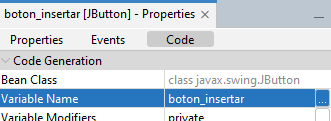 boton_insertar [JButton] - Properties
Properties Events Code
Code Generation
Bean Class class javax.swing.JButton
Variable Name boton_insertar ...
Variable Modifiers private